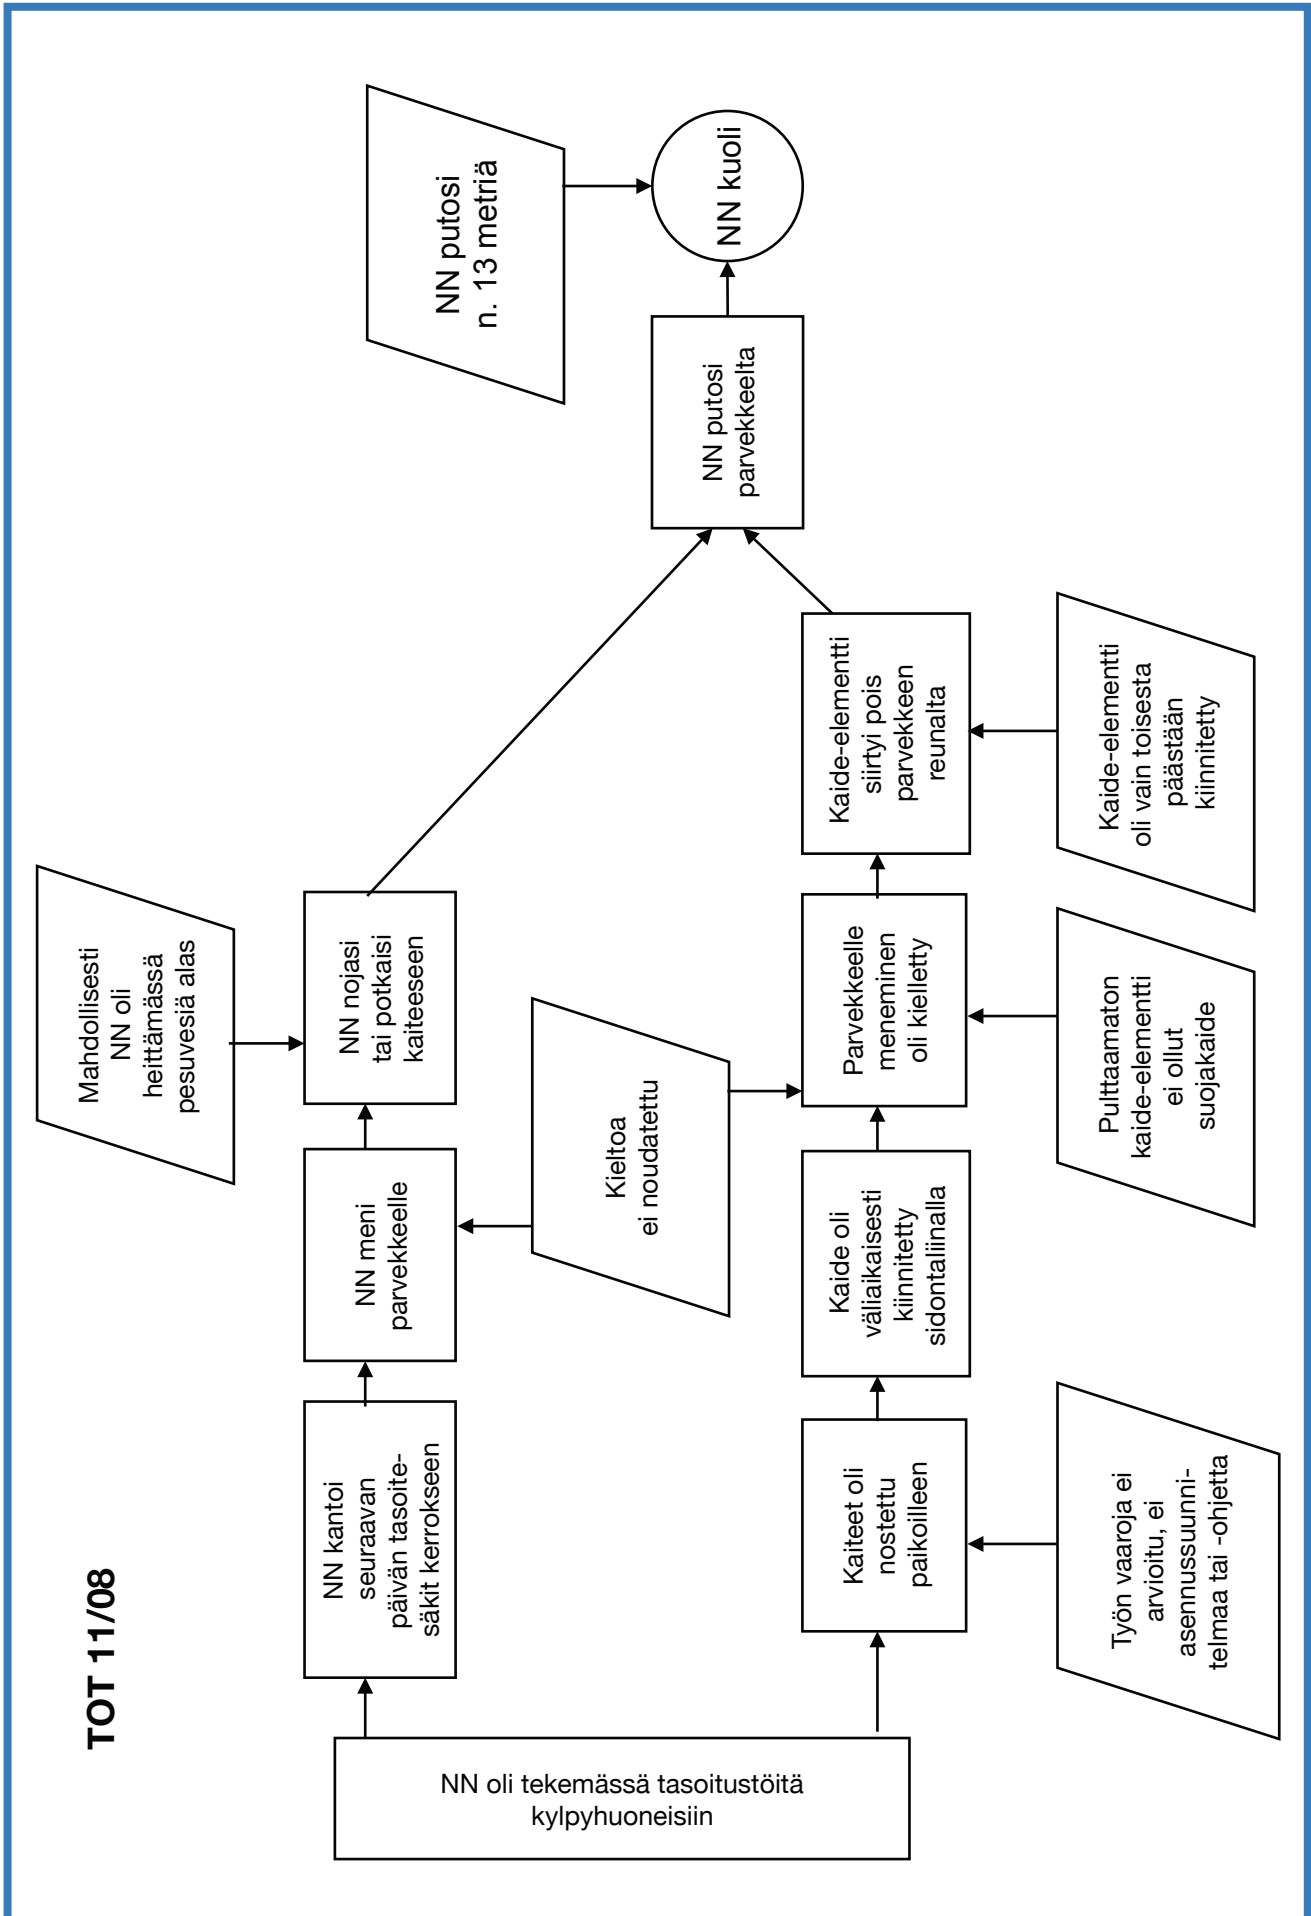 TOT 11/08
NN oli tekemässä tasoitustöitä
kylpyhuoneisiin
NN kantoi
seuraavan
päivän tasoite-
säkit kerrokseen
NN meni
parvekkeelle
Mahdollisesti
NN oli
heittämässä
pesuvesiä alas
NN nojasi
tai potkaisi
kaiteeseen
Kieltoa
ei noudatettu
Kaiteet oli
nostettu
paikoilleen
Työn vaaroja ei
arvioitu, ei
asennussuunni-
telmaa tai -ohjetta
Kaide oli
väliaikaisesti
kiinnitetty
sidontaliinalla
Parvekkeelle
meneminen
oli kielletty
Pulttaamaton
kaide-elementti
ei ollut
suojakaide
Kaide-elementti
siirtyi pois
parvekkeen
reunalta
Kaide-elementti
oli vain toisesta
päästään
kiinnitetty
NN putosi
parvekkeelta
NN putosi
n. 13 metriä
NN kuoli